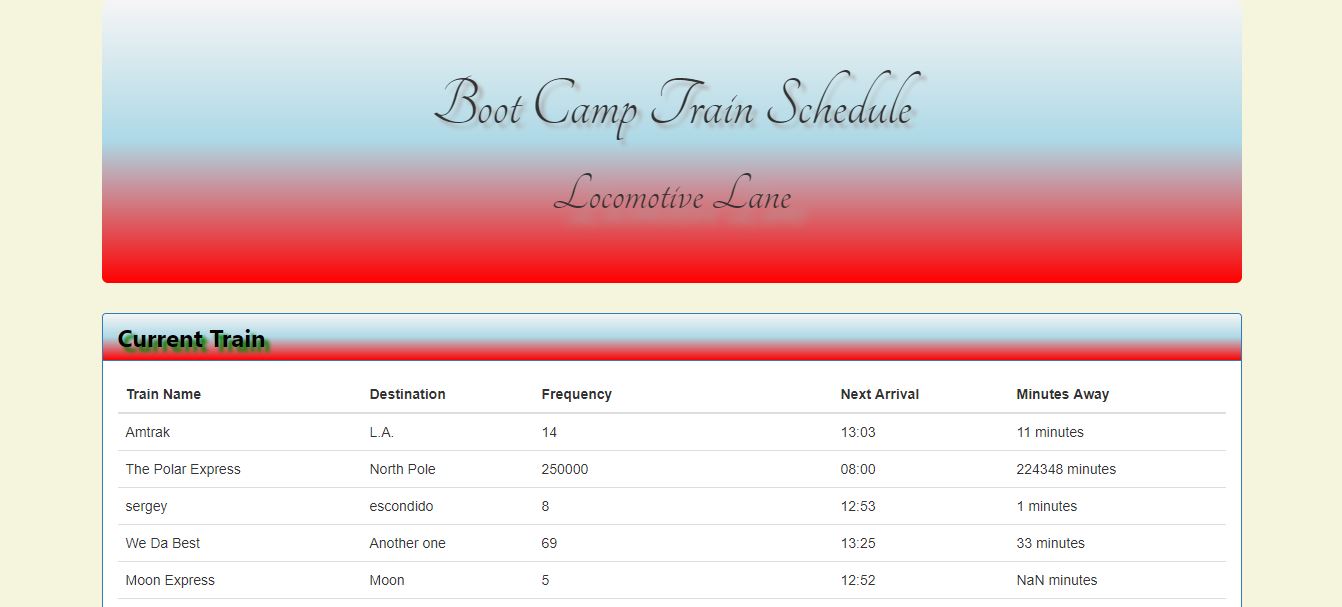 Boot Camp Train Schedule
Locomotive Lane
Current Train
Train Name Destination Frequency Next Arrival Minutes Away
Amtrak L.A. 14 13:03 11 minutes
The Polar Express North Pole 250000 08:00 224348 minutes
sergey escondido 8 12:53 1 minutes
We Da Best Another one 69 13:25 33 minutes
Moon Express Moon 5 12:52 NaN minutes